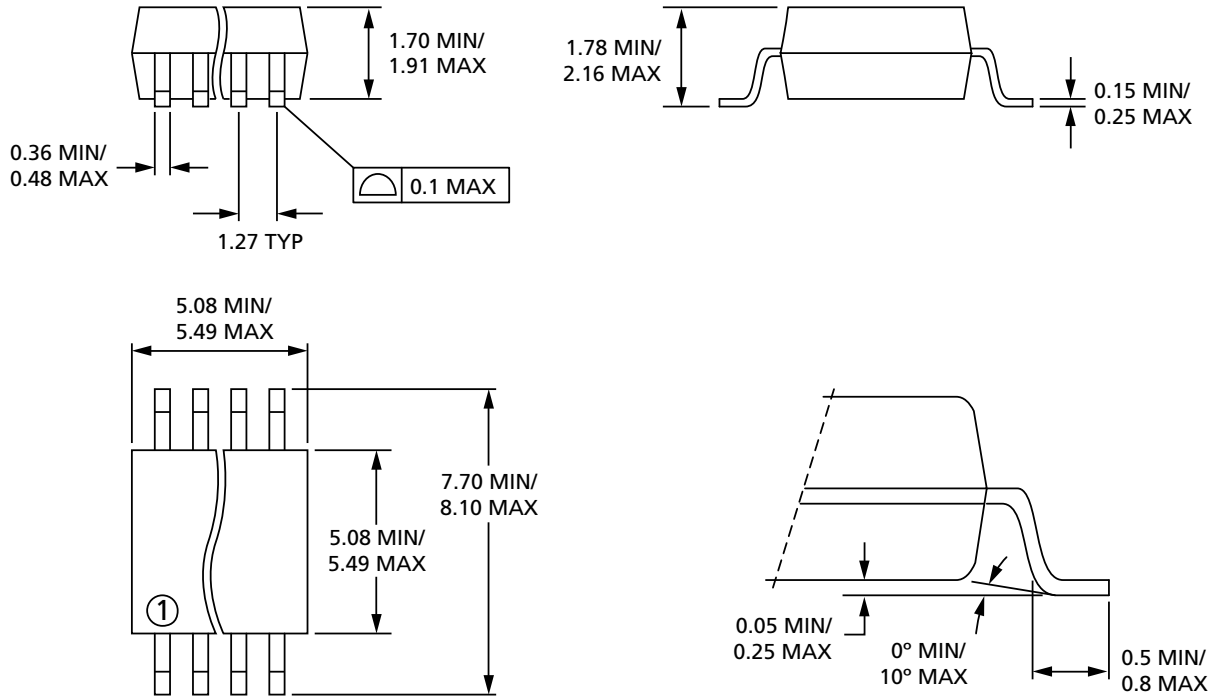 1.70 MIN/
1.91 MAX
1.78 MIN/
2.16 MAX
0.15 MIN/
0.25 MAX
0.36 MIN/
0.48 MAX
0.1 MAX
1.27 TYP
5.08 MIN/
5.49 MAX
7.70 MIN/
8.10 MAX
5.08 MIN/
5.49 MAX
1
0.05 MIN/
0.25 MAX
0° MIN/
10° MAX
0.5 MIN/
0.8 MAX